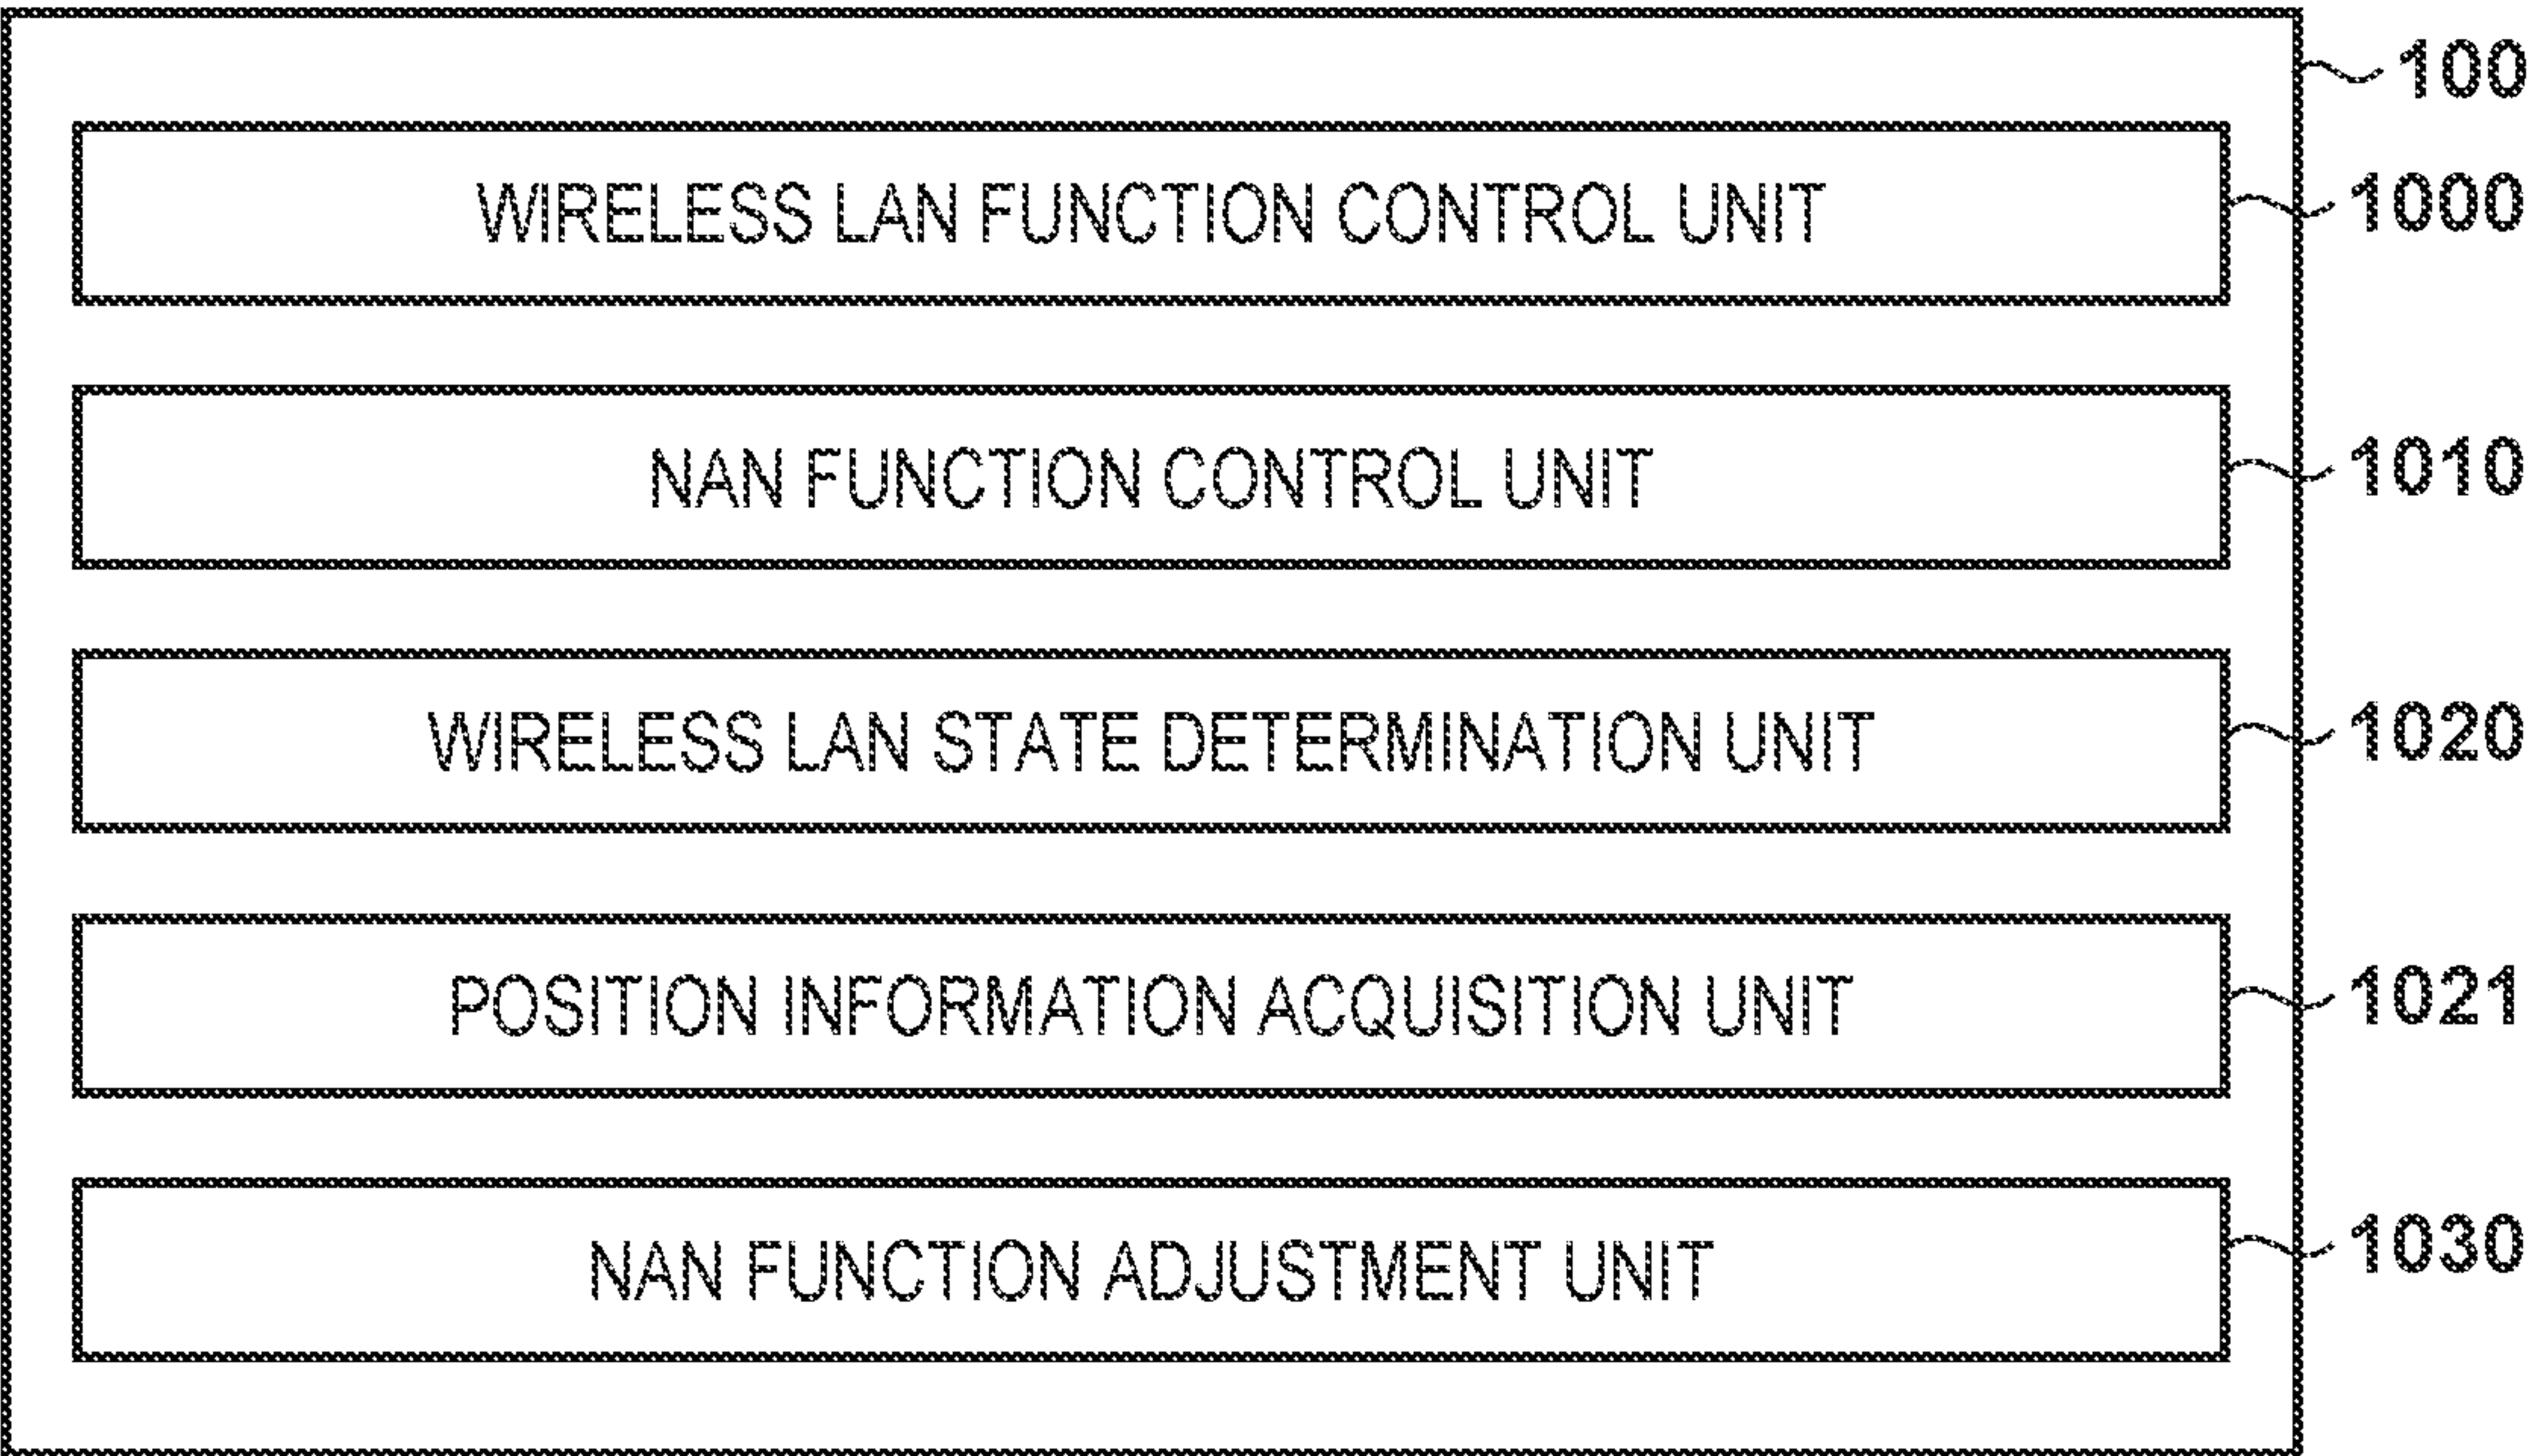 100
WIRELESS LAN FUNCTION CONTROL UNIT 1000
NAN FUNCTION CONTROL UNIT 1010
WIRELESS LAN STATE DETERMINATION UNIT 1020
POSITION INFORMATION ACQUISITION UNIT 1021
NAN FUNCTION ADJUSTMENT UNIT 1030